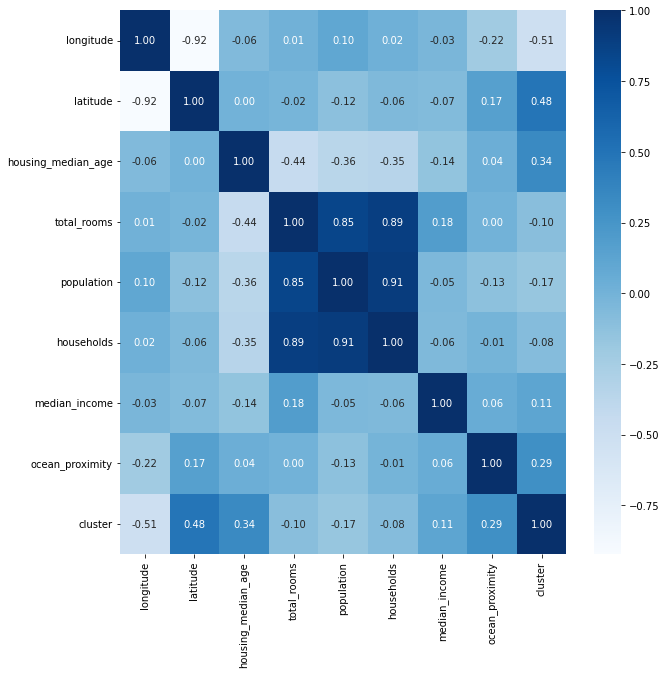 longitude 1.00 -0.92 -0.06 0.01 0.10 0.02 -0.03 -0.22 -0.51
latitude -0.92 1.00 0.00 -0.02 -0.12 -0.06 -0.07 0.17 0.48
housing_median_age -0.06 0.00 1.00 -0.44 -0.36 -0.35 -0.14 0.04 0.34
total_rooms 0.01 -0.02 -0.44 1.00 0.85 0.89 0.18 0.00 -0.10
population 0.10 -0.12 -0.36 0.85 1.00 0.91 -0.05 -0.13 -0.17
households 0.02 -0.06 -0.35 0.89 0.91 1.00 -0.06 -0.01 -0.08
median_income -0.03 -0.07 -0.14 0.18 -0.05 -0.06 1.00 0.06 0.11
ocean_proximity -0.22 0.17 0.04 0.00 -0.13 -0.01 0.06 1.00 0.29
cluster -0.51 0.48 0.34 -0.10 -0.17 -0.08 0.11 0.29 1.00
longitude
latitude
housing_median_age
total_rooms
population
households
median_income
ocean_proximity
cluster
1.00
0.75
0.50
0.25
0.00
−0.25
−0.50
−0.75